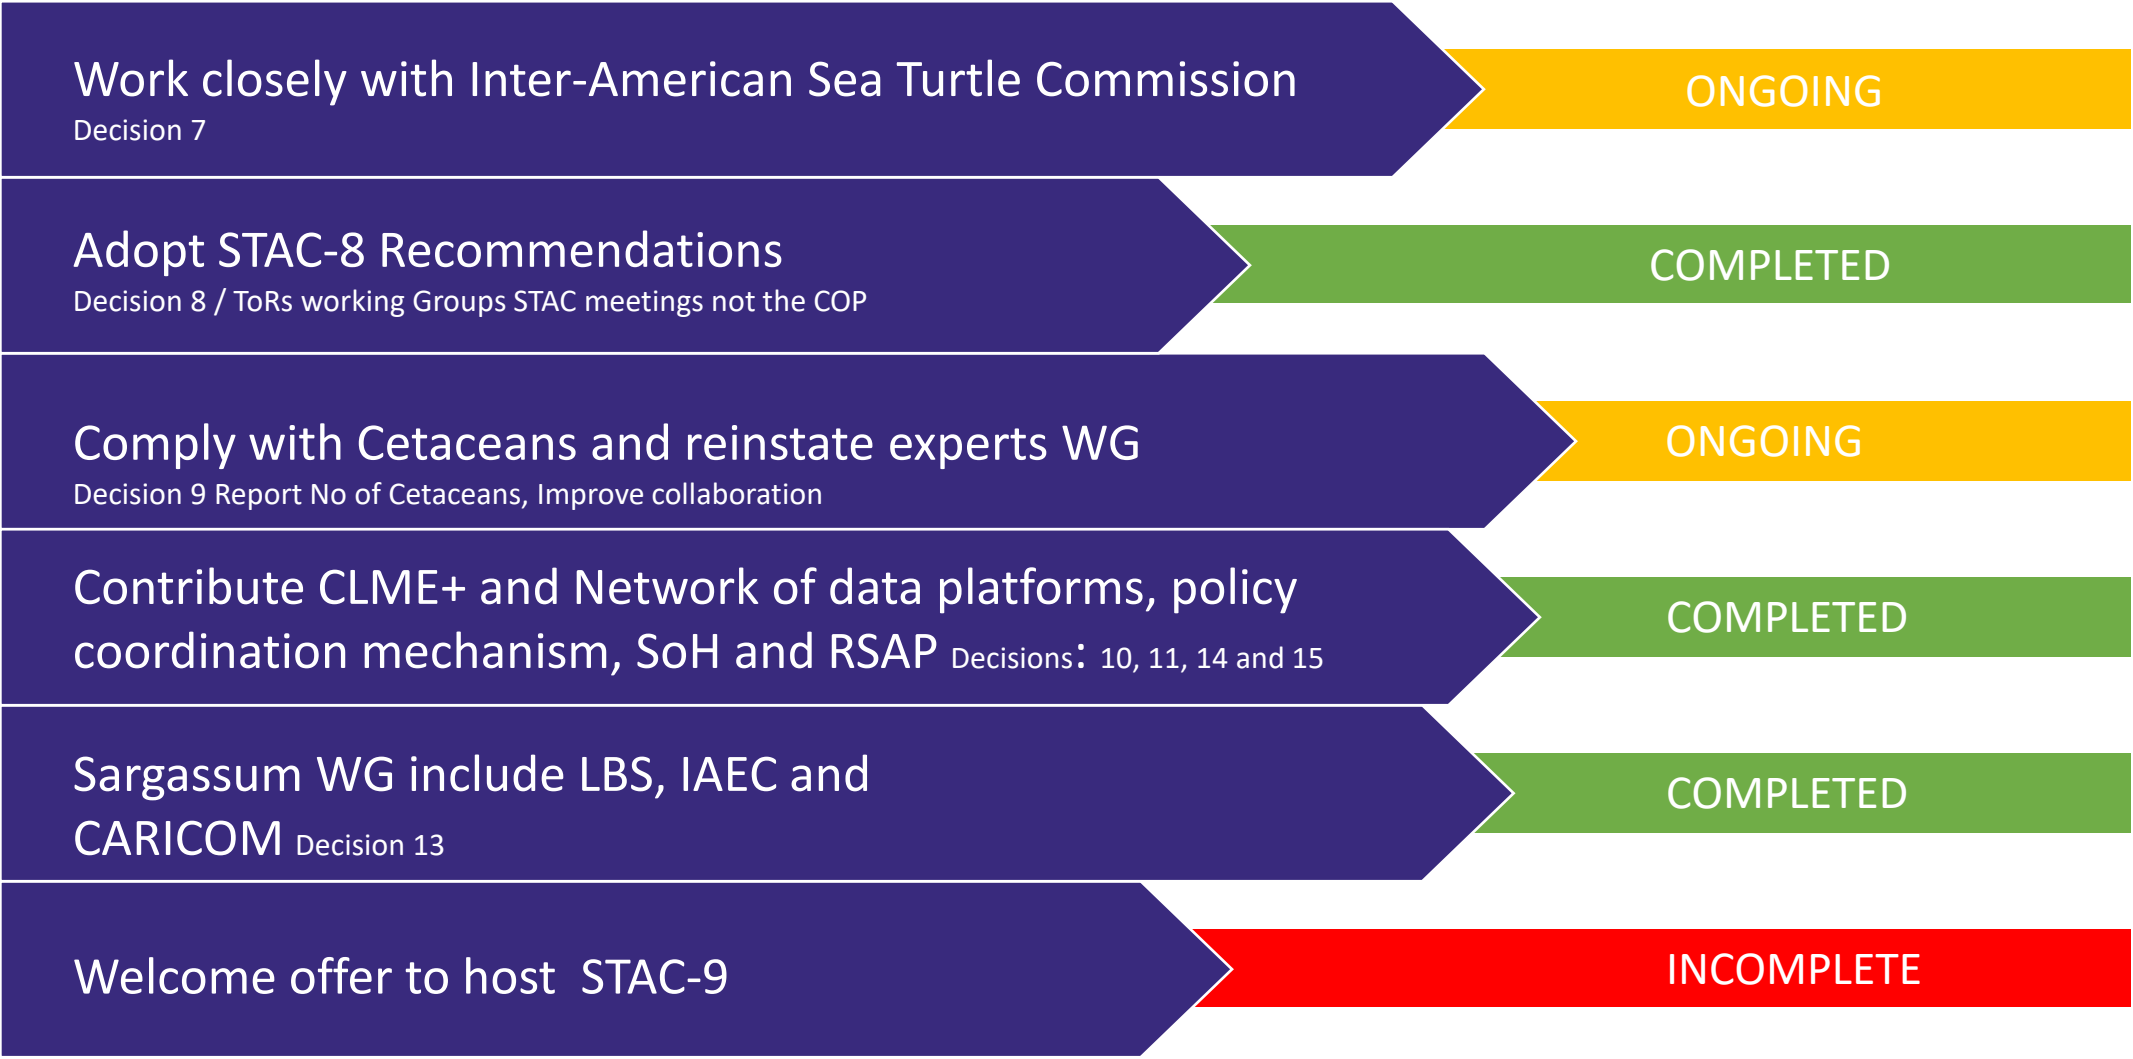 Work closely with Inter-American Sea Turtle Commission
Decision 7
ONGOING
Adopt STAC-8 Recommendations
Decision 8 / ToRs working Groups STAC meetings not the COP
COMPLETED
Comply with Cetaceans and reinstate experts WG
Decision 9 Report No of Cetaceans, Improve collaboration
ONGOING
Contribute CLME+ and Network of data platforms, policy
coordination mechanism, SoH and RSAP Decisions: 10, 11, 14 and 15
COMPLETED
Sargassum WG include LBS, IAEC and
CARICOM Decision 13
COMPLETED
Welcome offer to host STAC-9
INCOMPLETE